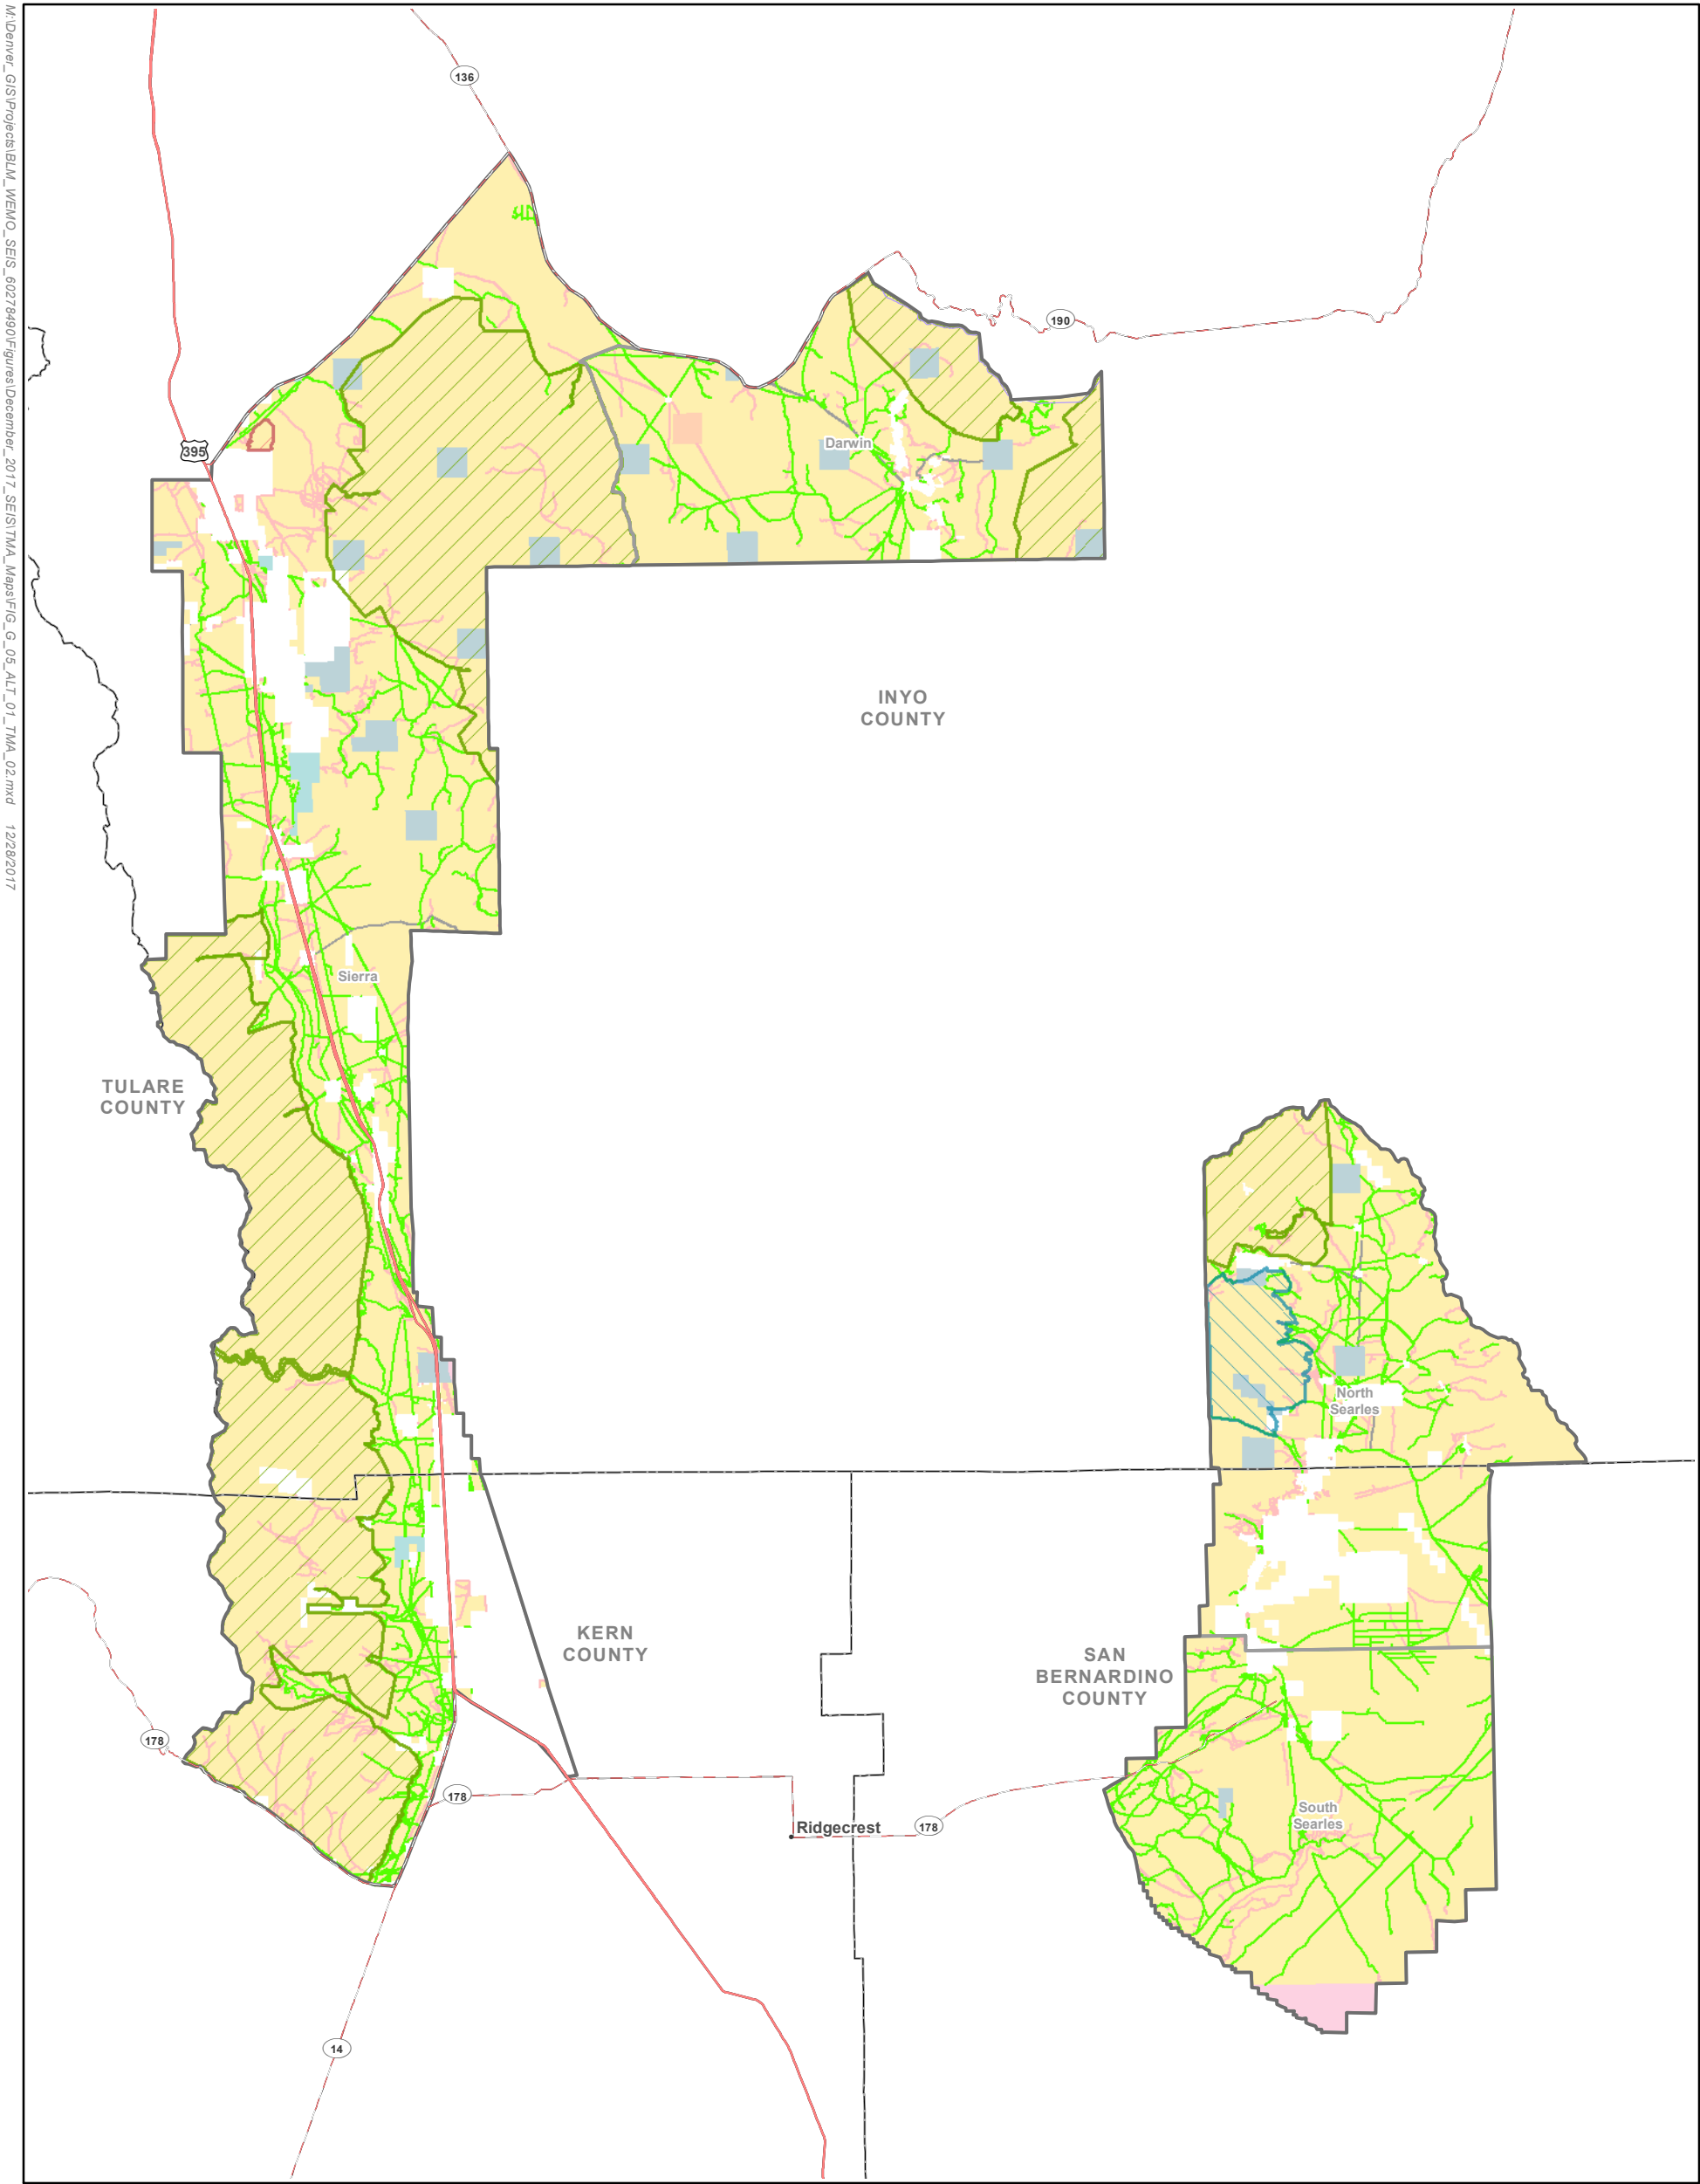 M:\Denver_GIS\Projects\BLM_WEMO_SEIS_60278490\Figures\December_2017_SEIS\TMA_Maps\FIG_G_05_ALT_01_TMA_02.mxd 12/28/2017
136
190
395
Darwin
INYO
COUNTY
Sierra
TULARE
COUNTY
North
Searles
KERN
COUNTY
SAN
BERNARDINO
COUNTY
178
178
Ridgecrest
178
South
Searles
14